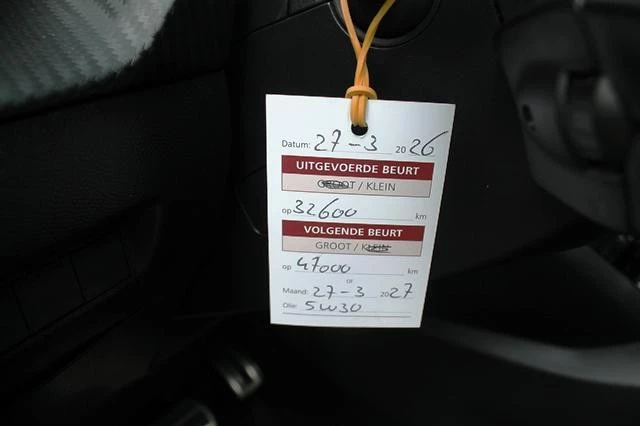 Datum: 27-3 2026
UITGEVOERDE BEURT
GROOT / KLEIN
op 32600 km
VOLGENDE BEURT
GROOT / KLEIN
op 47000 km
or
Maand: 27-3 2027
Olie: 5W30